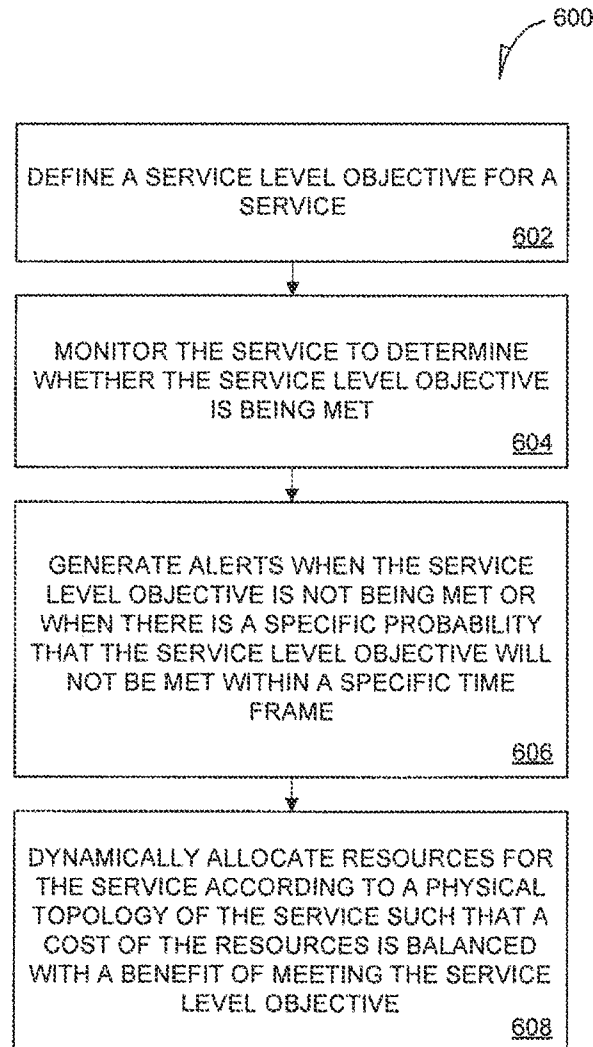 600
DEFINE A SERVICE LEVEL OBJECTIVE FOR A
SERVICE
602
MONITOR THE SERVICE TO DETERMINE
WHETHER THE SERVICE LEVEL OBJECTIVE
IS BEING MET
604
GENERATE ALERTS WHEN THE SERVICE
LEVEL OBJECTIVE IS NOT BEING MET OR
WHEN THERE IS A SPECIFIC PROBABILITY
THAT THE SERVICE LEVEL OBJECTIVE WILL
NOT BE MET WITHIN A SPECIFIC TIME
FRAME
606
DYNAMICALLY ALLOCATE RESOURCES FOR
THE SERVICE ACCORDING TO A PHYSICAL
TOPOLOGY OF THE SERVICE SUCH THAT A
COST OF THE RESOURCES IS BALANCED
WITH A BENEFIT OF MEETING THE SERVICE
LEVEL OBJECTIVE
608